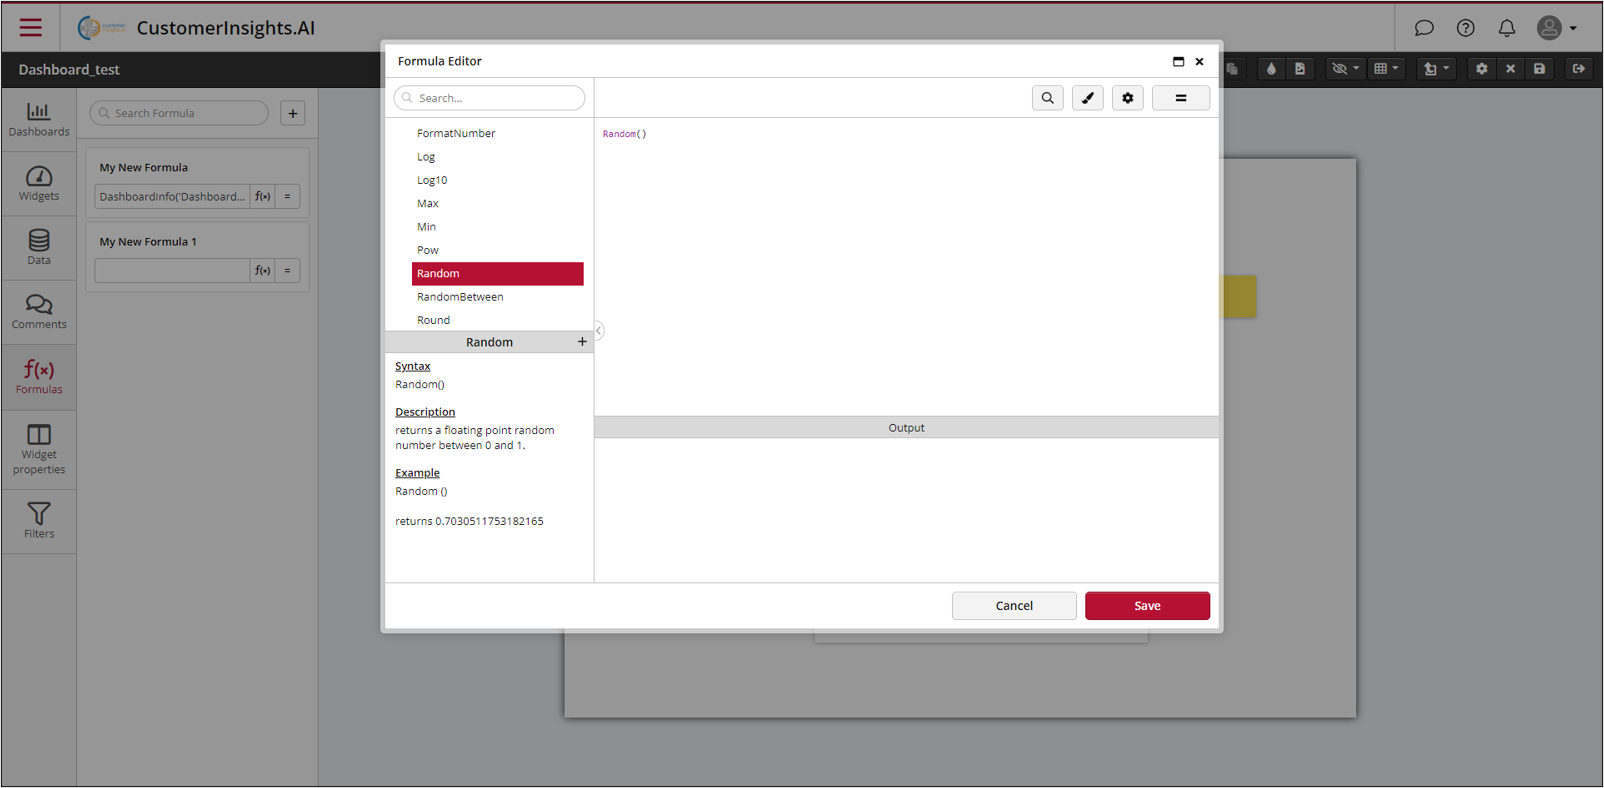 CustomerInsights.AI
Dashboard_test
Dashboards
Widgets
Data
Comments
f(x)
Formulas
Widget
properties
Filters
Search Formula
+
My New Formula
DashboardInfo('Dashboard... f(x) =
My New Formula 1
f(x) =
Formula Editor
Search...
FormatNumber
Log
Log10
Max
Min
Pow
Random
RandomBetween
Round
Random +
Syntax
Random()
Description
returns a floating point random
number between 0 and 1.
Example
Random ()
returns 0.7030511753182165
=
Random()
Output
Cancel
Save